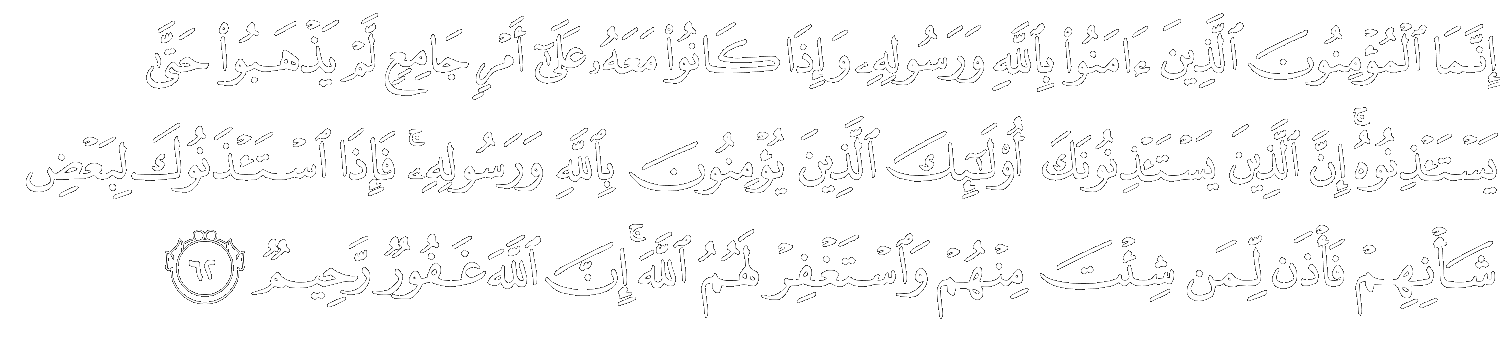 إِنَّمَا ٱلْمُؤْمِنُونَ ٱلَّذِينَ ءَامَنُوا۟ بِٱللَّهِ وَرَسُولِهِۦ وَإِذَا كَانُوا۟ مَعَهُۥ عَلَىٰٓ أَمْرٍ جَامِعٍ لَّمْ يَذْهَبُوا۟ حَتَّىٰ
يَسْتَـْٔذِنُوهُ ۚ إِنَّ ٱلَّذِينَ يَسْتَـْٔذِنُونَكَ أُو۟لَـٰٓئِكَ ٱلَّذِينَ يُؤْمِنُونَ بِٱللَّهِ وَرَسُولِهِۦ ۚ فَإِذَا ٱسْتَـْٔذَنُوكَ لِبَعْضِ
شَأْنِهِمْ فَأْذَن لِّمَن شِئْتَ مِنْهُمْ وَٱسْتَغْفِرْ لَهُمُ ٱللَّهَ ۚ إِنَّ ٱللَّهَ غَفُورٌ رَّحِيمٌ ٦٢